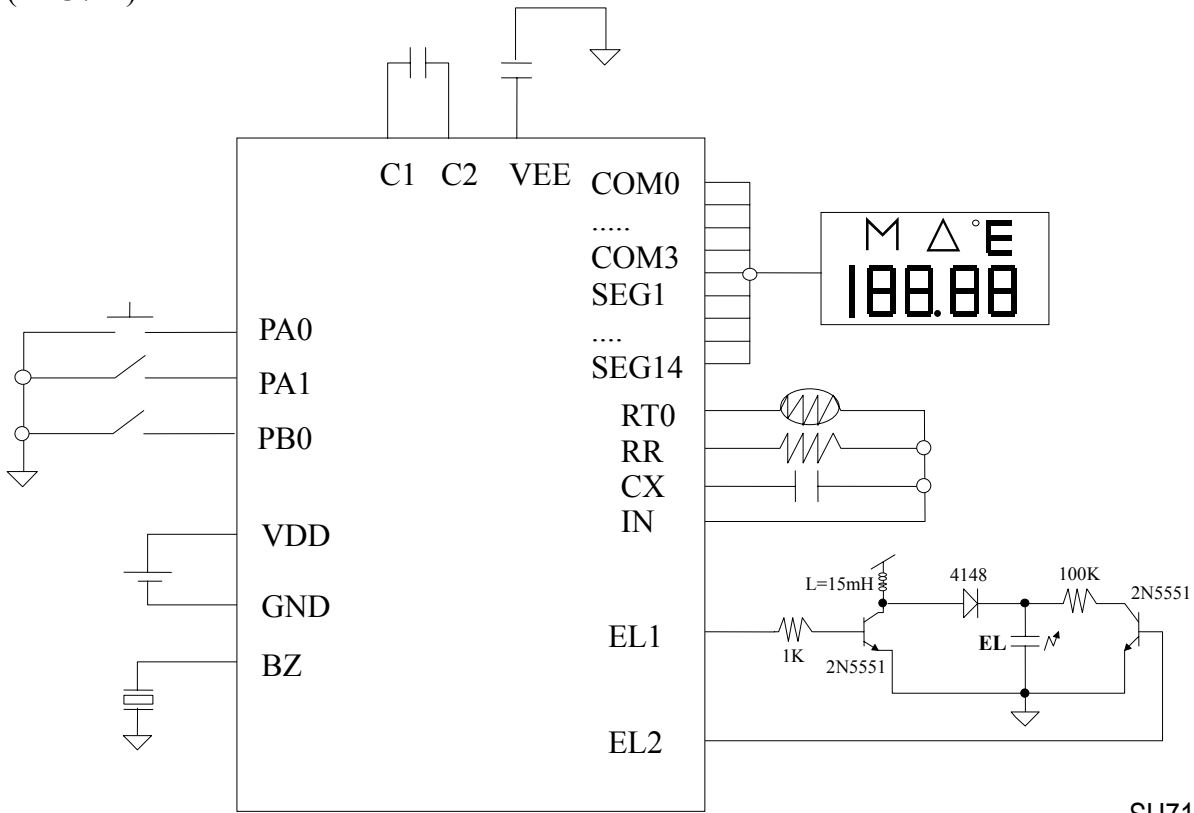 C1 C2 VEE
COM0
.....
COM3
SEG1
....
SEG14
M △ °E
188.88
PA0
PA1
PB0
RT0
RR
CX
IN
VDD
GND
BZ
L=15mH
4148
100K
2N5551
EL1
1K
2N5551
EL
EL2